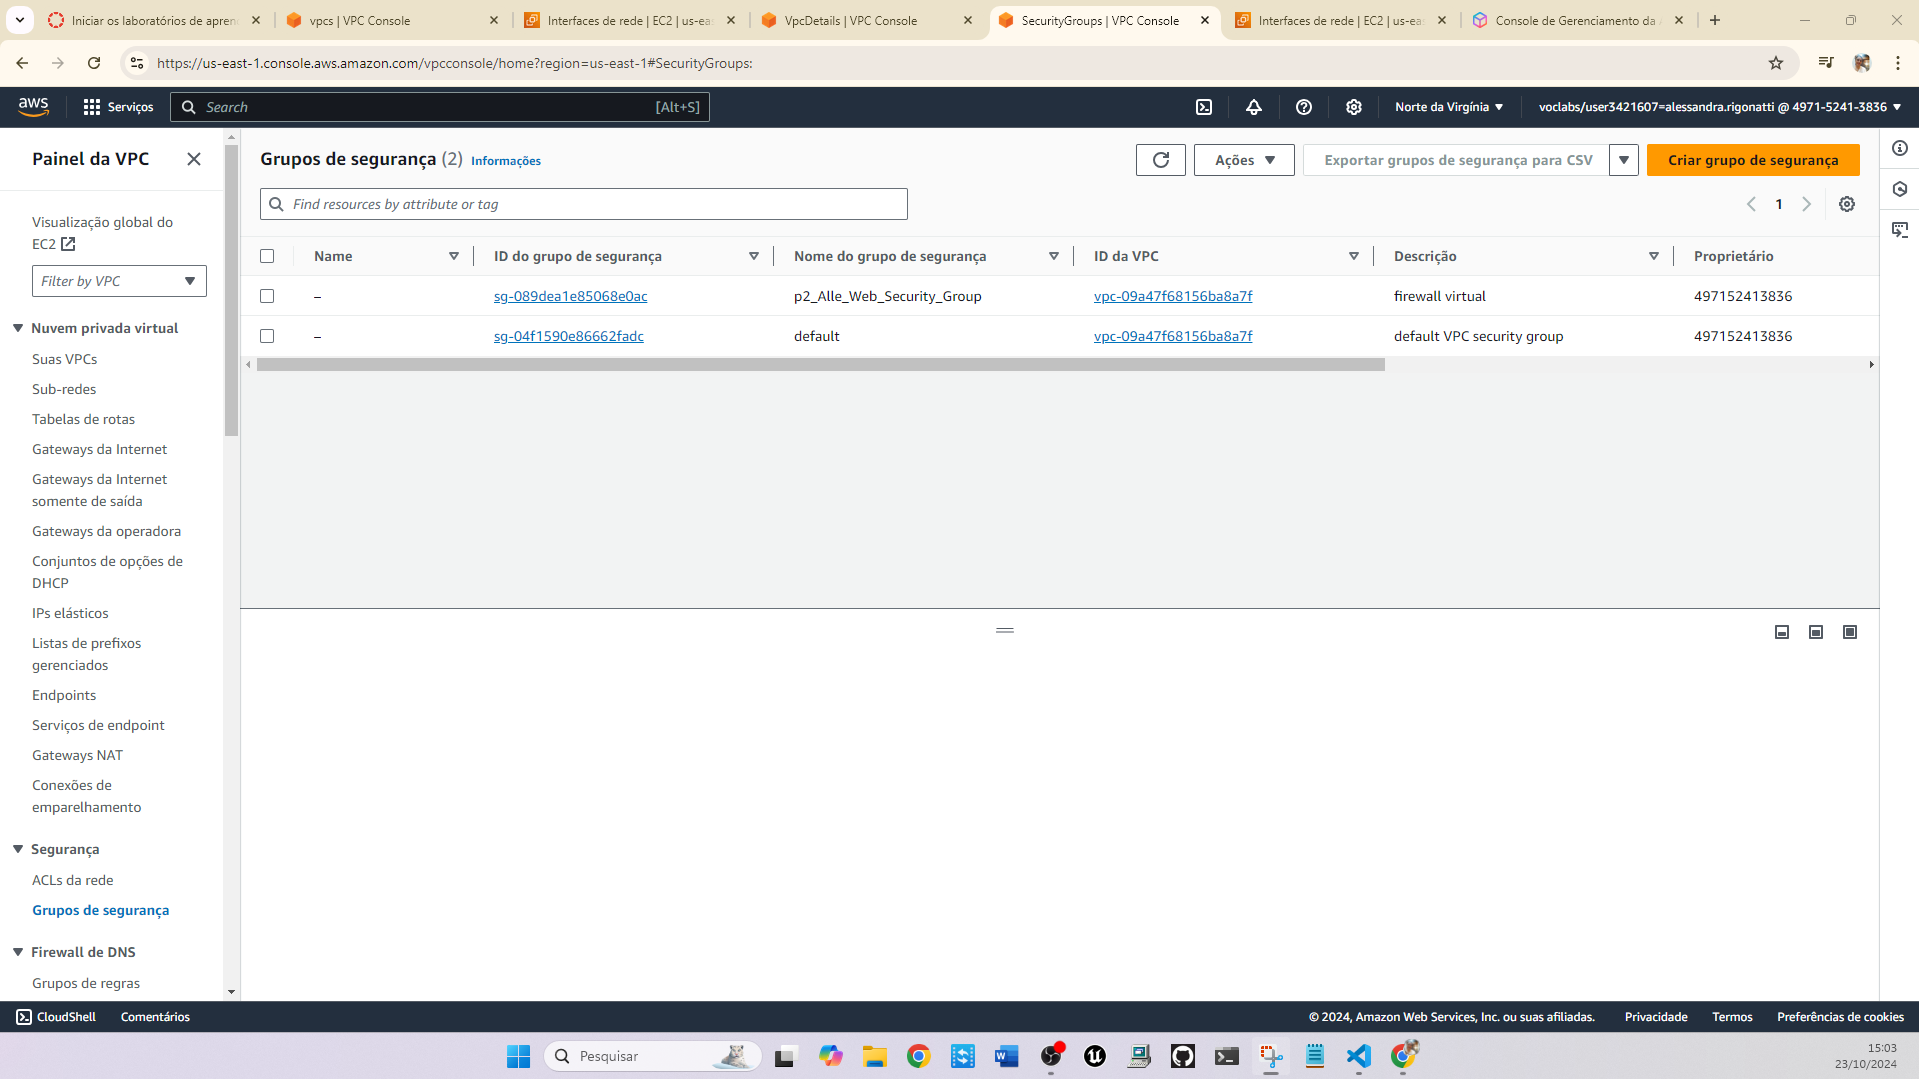 Iniciar os laboratórios de apren
vpcs | VPC Console
Interfaces de rede | EC2 | us-eas
VpcDetails | VPC Console
SecurityGroups | VPC Console
Interfaces de rede | EC2 | us-eas
Console de Gerenciamento da A
https://us-east-1.console.aws.amazon.com/vpcconsole/home?region=us-east-1#SecurityGroups:
aws
Serviços
Search
[Alt+S]
Norte da Virgínia
voclabs/user3421607=alessandra.rigonatti @ 4971-5241-3836
Painel da VPC
Visualização global do
EC2
Filter by VPC
Nuvem privada virtual
Suas VPCs
Sub-redes
Tabelas de rotas
Gateways da Internet
Gateways da Internet
somente de saída
Gateways da operadora
Conjuntos de opções de
DHCP
IPs elásticos
Listas de prefixos
gerenciados
Endpoints
Serviços de endpoint
Gateways NAT
Conexões de
emparelhamento
Segurança
ACLs da rede
Grupos de segurança
Firewall de DNS
Grupos de regras
Grupos de segurança (2) Informações
Ações
Exportar grupos de segurança para CSV
Criar grupo de segurança
Find resources by attribute or tag
1
Name ID do grupo de segurança Nome do grupo de segurança ID da VPC Descrição Proprietário
– sg-089dea1e85068e0ac p2_Alle_Web_Security_Group vpc-09a47f68156ba8a7f firewall virtual 497152413836
– sg-04f1590e86662fadc default vpc-09a47f68156ba8a7f default VPC security group 497152413836
CloudShell Comentários
© 2024, Amazon Web Services, Inc. ou suas afiliadas. Privacidade Termos Preferências de cookies
Pesquisar
15:03
23/10/2024